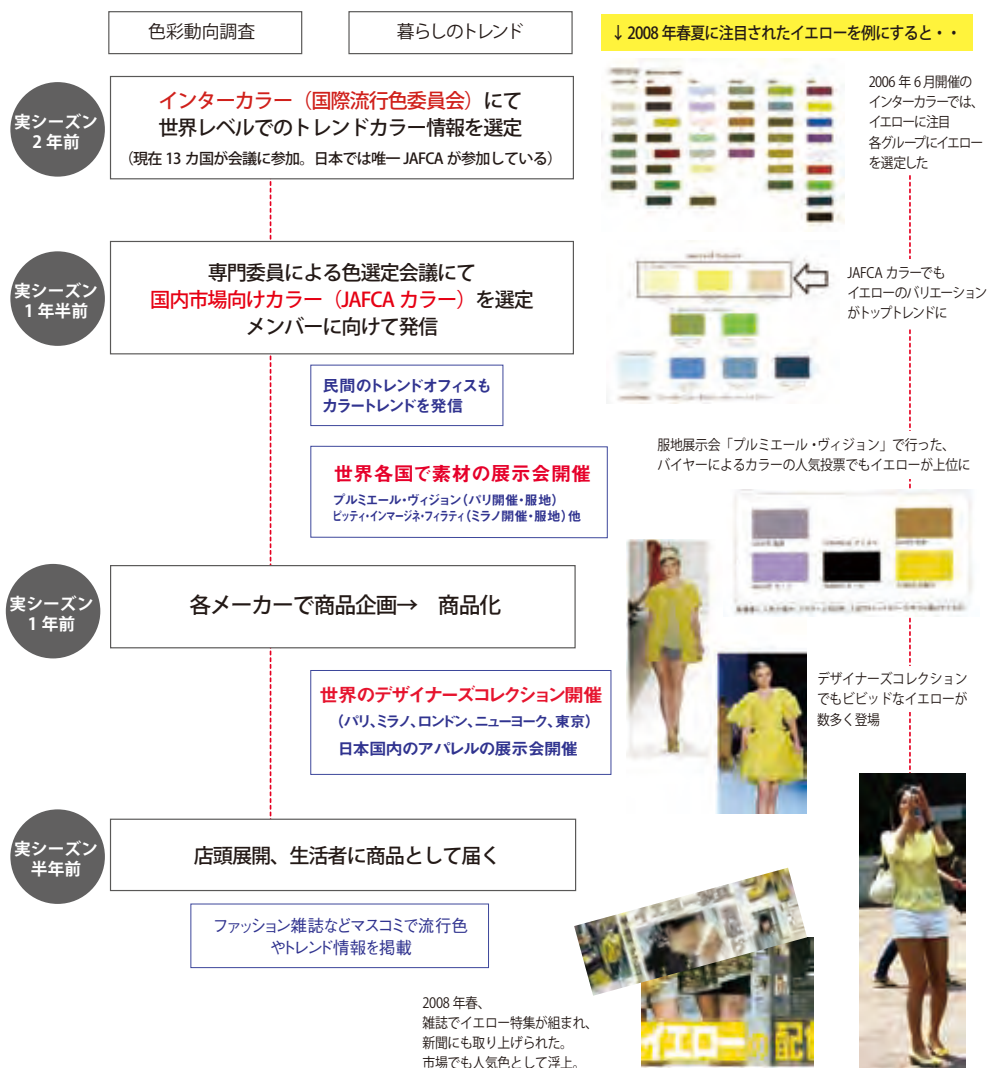 色彩動向調査
暮らしのトレンド
↓2008年春夏に注目されたイエローを例にすると・・
実シーズン
2年前
インターカラー（国際流行色委員会）にて
世界レベルでのトレンドカラー情報を選定
（現在13カ国が会議に参加。日本では唯一JAFCAが参加している）
2006年6月開催の
インターカラーでは、
イエローに注目
各グループにイエロー
を選定した
実シーズン
1年半前
専門委員による色選定会議にて
国内市場向けカラー（JAFCAカラー）を選定
メンバーに向けて発信
JAFCAカラーでも
イエローのバリエーション
がトップトレンドに
民間のトレンドオフィスも
カラートレンドを発信
服地展示会「プルミエール・ヴィジョン」で行った、
バイヤーによるカラーの人気投票でもイエローが上位に
世界各国で素材の展示会開催
プルミエール・ヴィジョン（パリ開催・服地）
ピッティ・インマージネ・フィラティ（ミラノ開催・服地）他
実シーズン
1年前
各メーカーで商品企画→　商品化
世界のデザイナーズコレクション開催
（パリ、ミラノ、ロンドン、ニューヨーク、東京）
日本国内のアパレルの展示会開催
デザイナーズコレクション
でもビビッドなイエローが
数多く登場
実シーズン
半年前
店頭展開、生活者に商品として届く
ファッション雑誌などマスコミで流行色
やトレンド情報を掲載
2008年春、
雑誌でイエロー特集が組まれ、
新聞にも取り上げられた。
市場でも人気色として浮上。
イエローの配